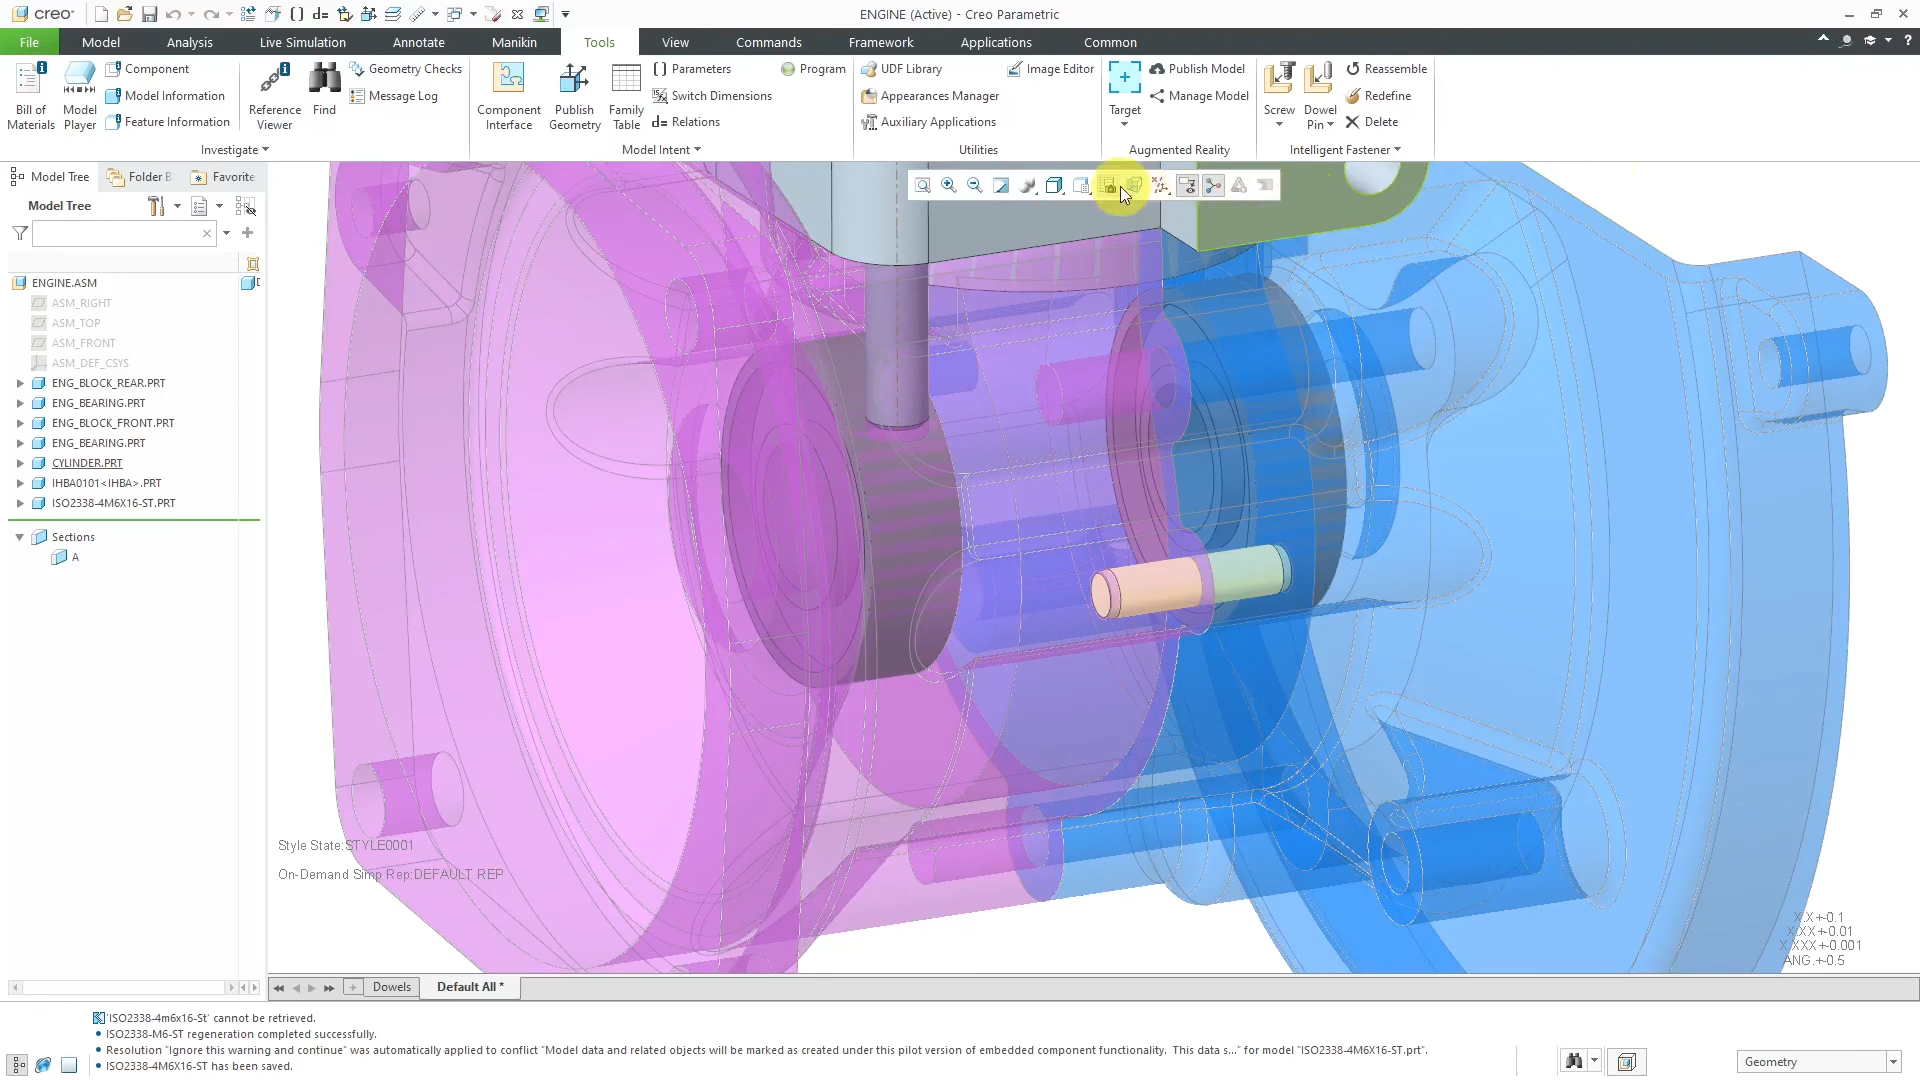 creo
ENGINE (Active) - Creo Parametric
File Model Analysis Live Simulation Annotate Manikin Tools View Commands Framework Applications Common
Bill of Materials
Model Player
Component
Model Information
Feature Information
Investigate
Reference Viewer
Find
Geometry Checks
Message Log
Component Interface
Publish Geometry
Family Table
Parameters
Switch Dimensions
d= Relations
Program
Model Intent
UDF Library
Appearances Manager
Auxiliary Applications
Image Editor
Utilities
Target
Publish Model
Manage Model
Augmented Reality
Screw
Dowel Pin
Reassemble
Redefine
Delete
Intelligent Fastener
Model Tree Folder B Favorite
Model Tree
ENGINE.ASM
ASM_RIGHT
ASM_TOP
ASM_FRONT
ASM_DEF_CSYS
ENG_BLOCK_REAR.PRT
ENG_BEARING.PRT
ENG_BLOCK_FRONT.PRT
ENG_BEARING.PRT
CYLINDER.PRT
IHBA0101<IHBA>.PRT
ISO2338-4M6X16-ST.PRT
Sections
A
Style State:STYLE0001
On-Demand Simp Rep:DEFAULT REP
X.X+-0.1
X.XX+-0.01
X.XXX+-0.001
ANG.+-0.5
Dowels Default All *
'ISO2338-4m6x16-St' cannot be retrieved.
• ISO2338-M6-ST regeneration completed successfully.
• Resolution "Ignore this warning and continue" was automatically applied to conflict "Model data and related objects will be marked as created under this pilot version of embedded component functionality. This data s..." for model "ISO2338-4M6X16-ST.prt".
• ISO2338-4M6X16-ST has been saved.
Geometry